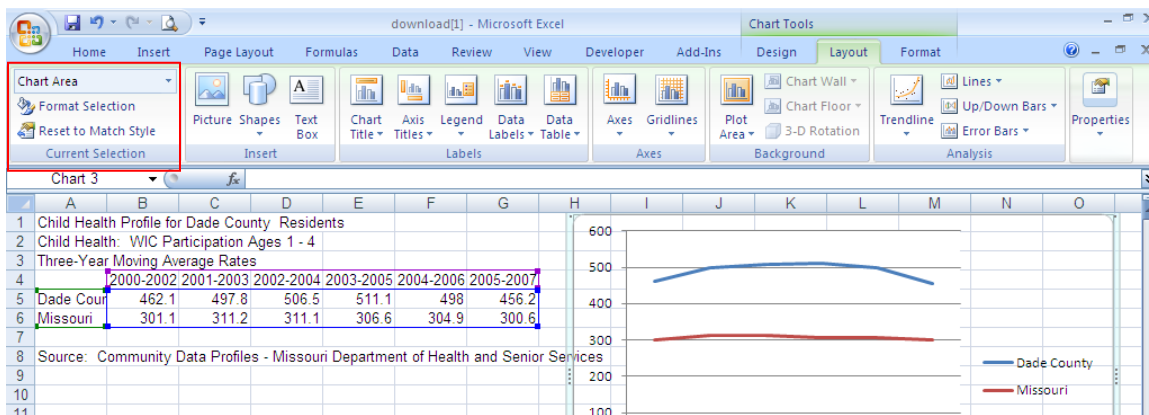 download[1] - Microsoft Excel
Chart Tools
Home Insert Page Layout Formulas Data Review View Developer Add-Ins Design Layout Format
Chart Area
Format Selection
Reset to Match Style
Current Selection
Picture Shapes Text Box
Insert
Chart Title Axis Titles Legend Data Labels Data Table
Labels
Axes Gridlines
Axes
Plot Area
Chart Wall
Chart Floor
3-D Rotation
Background
Trendline
Lines
Up/Down Bars
Error Bars
Analysis
Properties
Chart 3 fx
A B C D E F G H I J K L M N O
1 Child Health Profile for Dade County Residents
2 Child Health: WIC Participation Ages 1 - 4
3 Three-Year Moving Average Rates
4 2000-2002 2001-2003 2002-2004 2003-2005 2004-2006 2005-2007
5 Dade Cour 462.1 497.8 506.5 511.1 498 456.2
6 Missouri 301.1 311.2 311.1 306.6 304.9 300.6
7
8 Source: Community Data Profiles - Missouri Department of Health and Senior Services
9
10
11
600
500
400
300
200
100
Dade County
Missouri